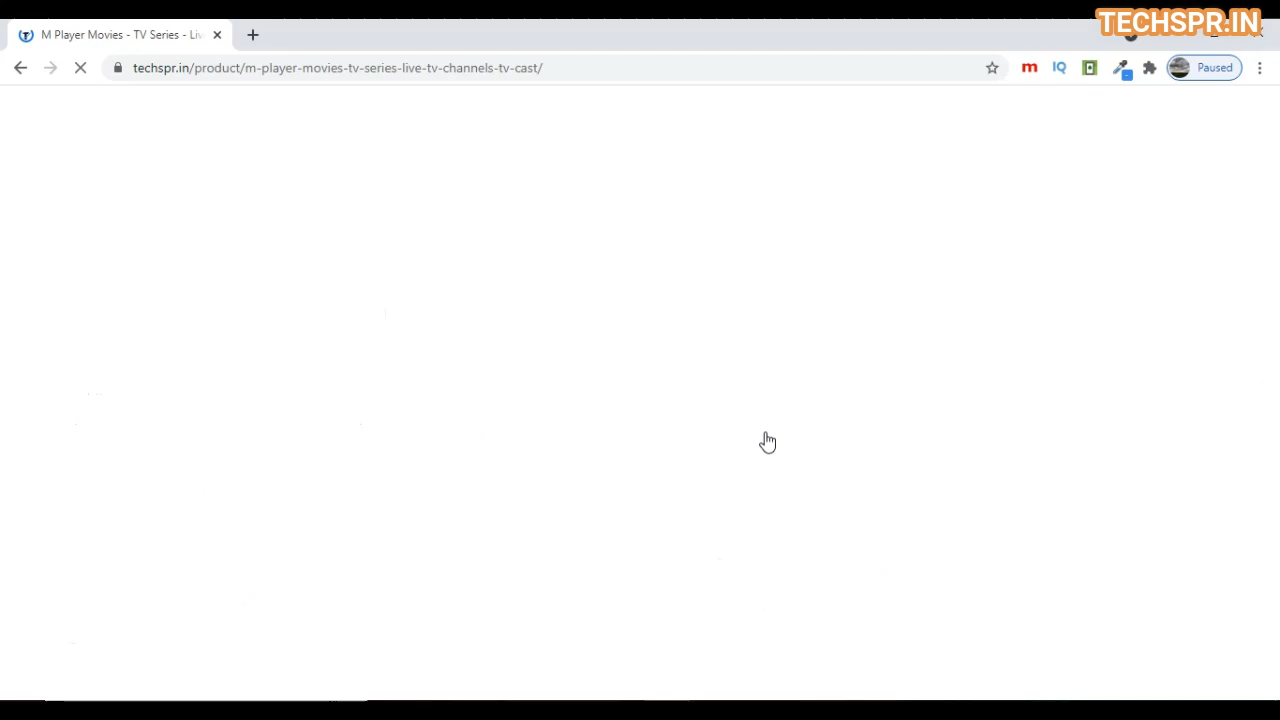 TECHSPR.IN
M Player Movies - TV Series - Liv
techspr.in/product/m-player-movies-tv-series-live-tv-channels-tv-cast/
m
IQ
Paused